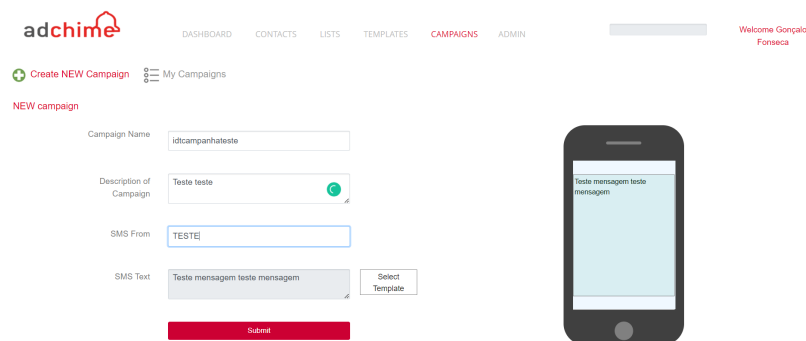 adchime
DASHBOARD CONTACTS LISTS TEMPLATES CAMPAIGNS ADMIN
Welcome Gonçalo
Fonseca
Create NEW Campaign My Campaigns
NEW campaign
Campaign Name
idtcampanhateste
Description of
Campaign
Teste teste
SMS From
TESTE
SMS Text
Teste mensagem teste mensagem
Select
Template
Submit
Teste mensagem teste
mensagem